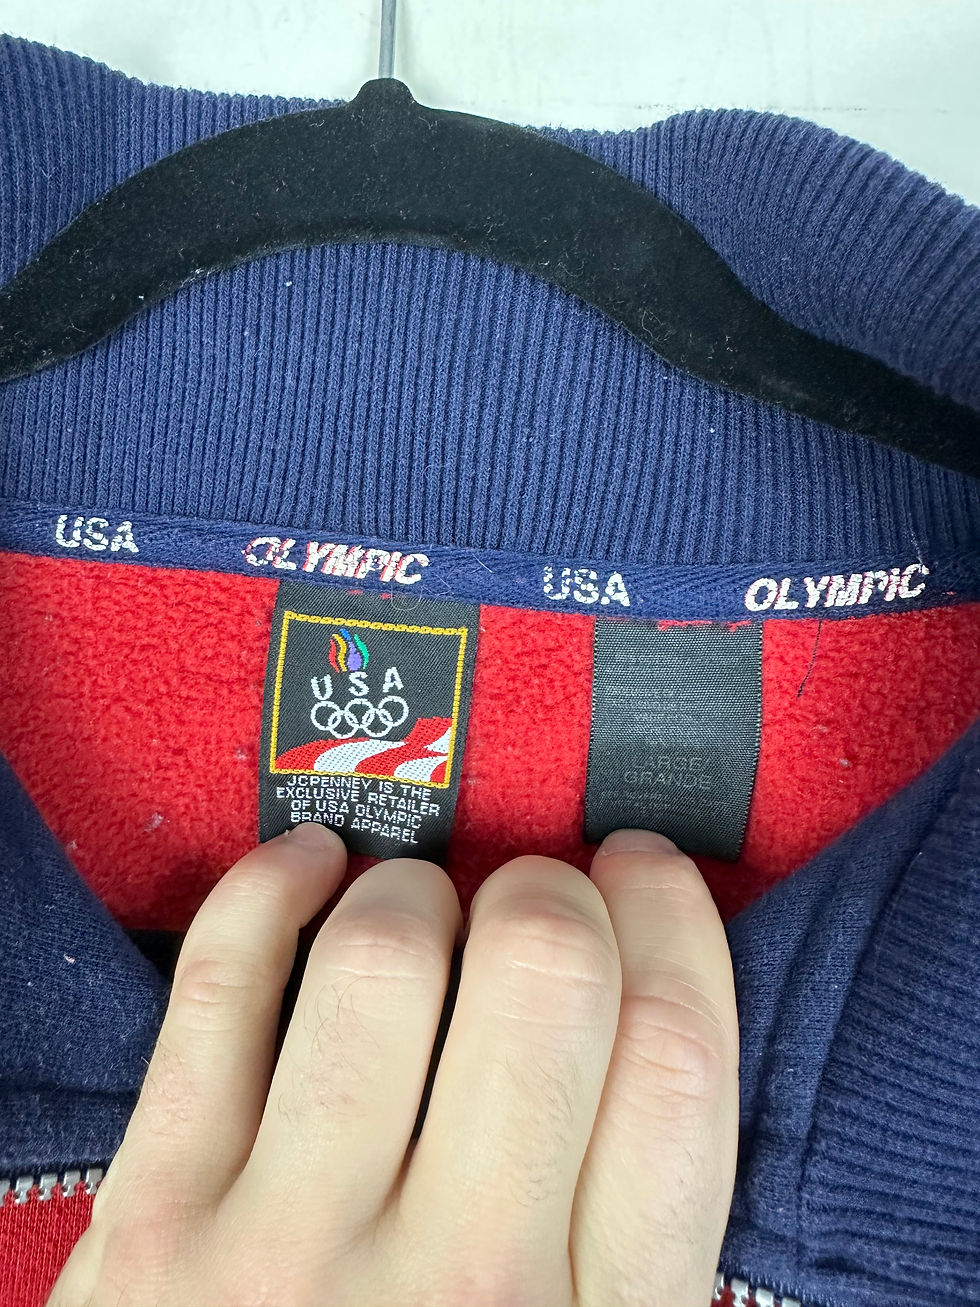 USA OLYMPIC USA OLYMPIC
USA
JCPENNEY IS THE
EXCLUSIVE RETAILER
OF USA OLYMPIC
BRAND APPAREL
LARGE
GRANDE